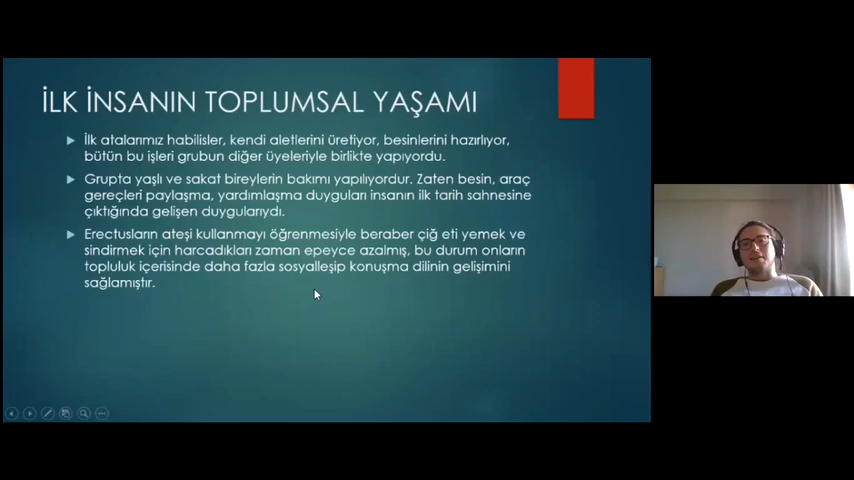 İLK İNSANIN TOPLUMSAL YAŞAMI
İlk atalarımız habilisler, kendi aletlerini üretiyor, besinlerini hazırlıyor,
bütün bu işleri grubun diğer üyeleriyle birlikte yapıyordu.
Grupta yaşlı ve sakat bireylerin bakımı yapılıyordur. Zaten besin, araç
gereçleri paylaşma, yardımlaşma duyguları insanın ilk tarih sahnesine
çıktığında gelişen duygularıydı.
Erectusların ateşi kullanmayı öğrenmesiyle beraber çiğ eti yemek ve
sindirmek için harcadıkları zaman epeyce azalmış, bu durum onların
topluluk içerisinde daha fazla sosyalleşip konuşma dilinin gelişimini
sağlamıştır.